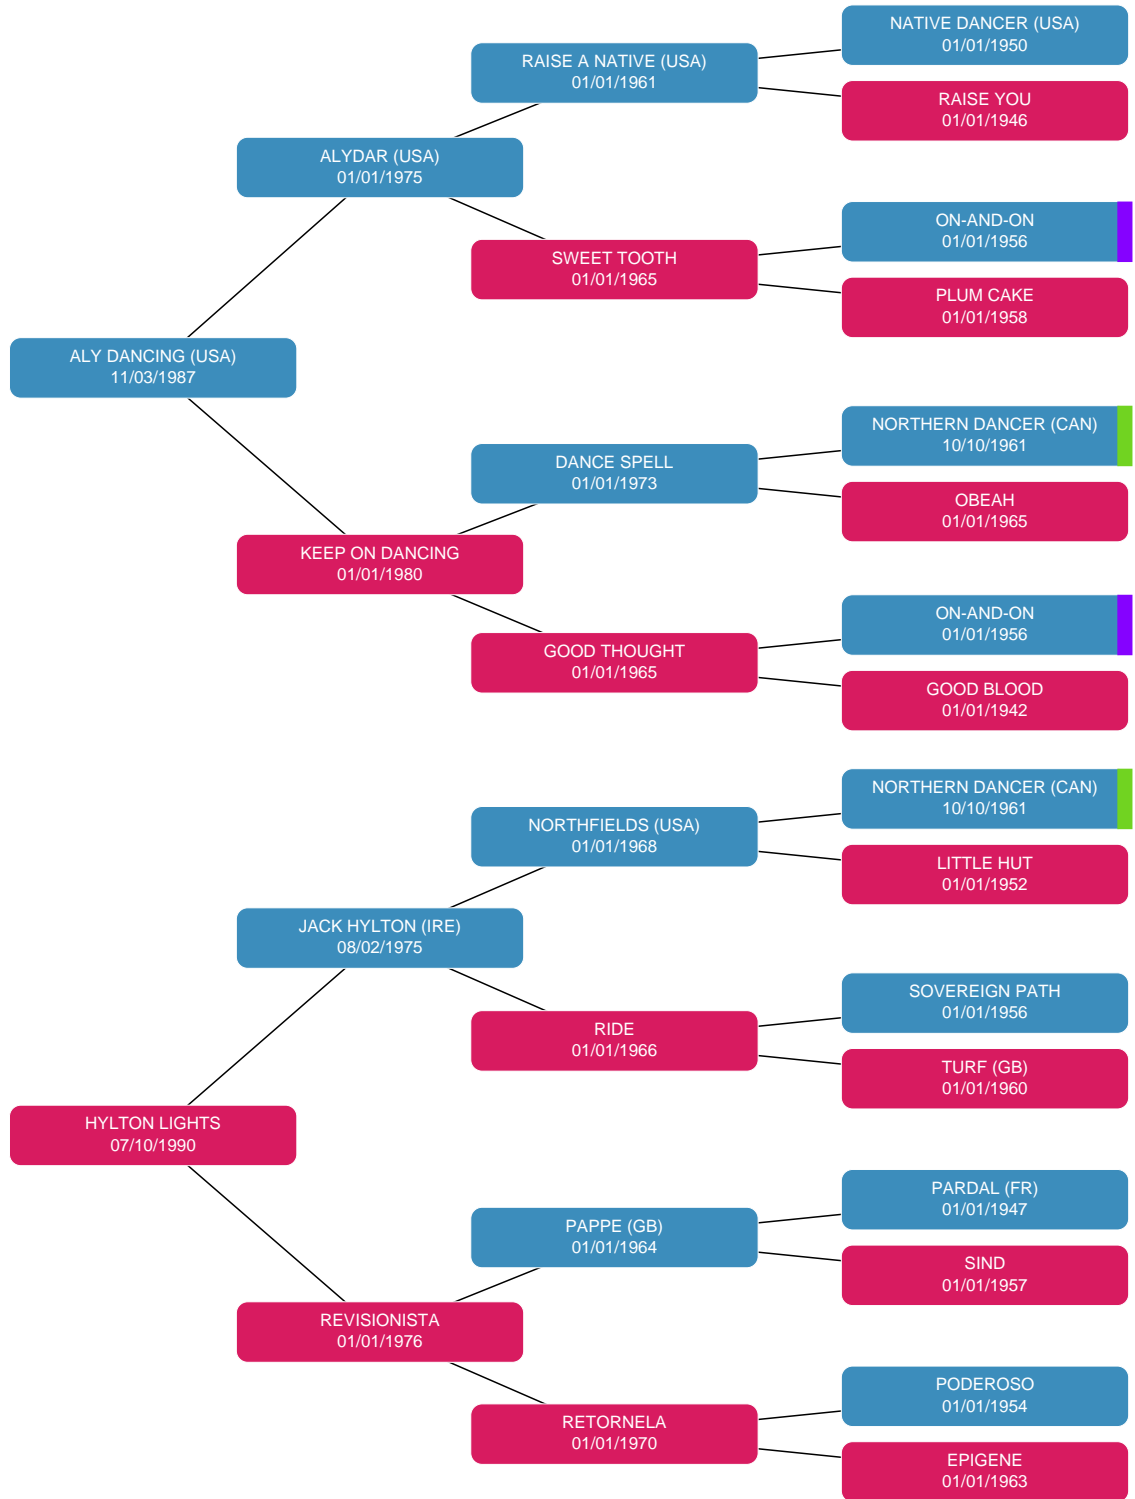 NATIVE DANCER (USA)
01/01/1950
RAISE A NATIVE (USA)
01/01/1961
RAISE YOU
01/01/1946
ALYDAR (USA)
01/01/1975
ON-AND-ON
01/01/1956
SWEET TOOTH
01/01/1965
PLUM CAKE
01/01/1958
ALY DANCING (USA)
11/03/1987
NORTHERN DANCER (CAN)
10/10/1961
DANCE SPELL
01/01/1973
OBEAH
01/01/1965
KEEP ON DANCING
01/01/1980
ON-AND-ON
01/01/1956
GOOD THOUGHT
01/01/1965
GOOD BLOOD
01/01/1942
NORTHERN DANCER (CAN)
10/10/1961
NORTHFIELDS (USA)
01/01/1968
LITTLE HUT
01/01/1952
JACK HYLTON (IRE)
08/02/1975
SOVEREIGN PATH
01/01/1956
RIDE
01/01/1966
TURF (GB)
01/01/1960
HYLTON LIGHTS
07/10/1990
PARDAL (FR)
01/01/1947
PAPPE (GB)
01/01/1964
SIND
01/01/1957
REVISIONISTA
01/01/1976
PODEROSO
01/01/1954
RETORNELA
01/01/1970
EPIGENE
01/01/1963